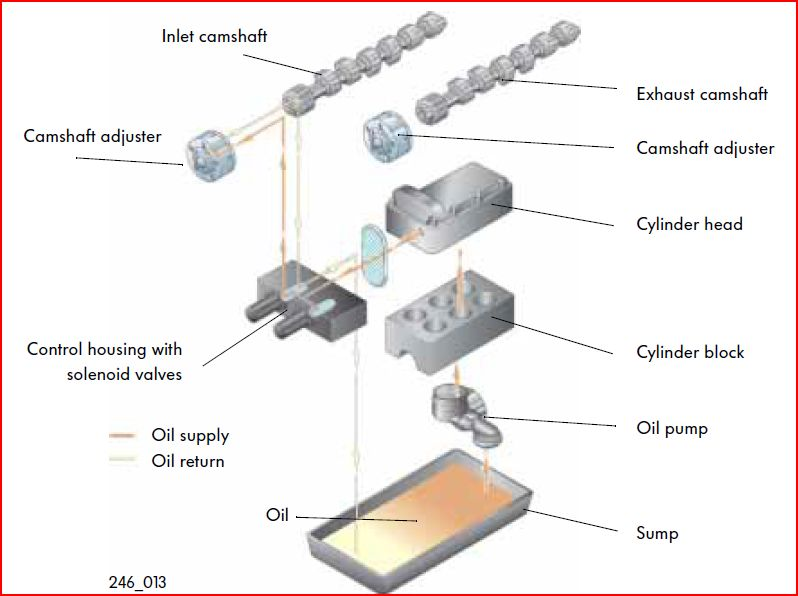 Inlet camshaft
Exhaust camshaft
Camshaft adjuster
Camshaft adjuster
Cylinder head
Control housing with
solenoid valves
Cylinder block
Oil supply
Oil return
Oil pump
Oil
Sump
246_013